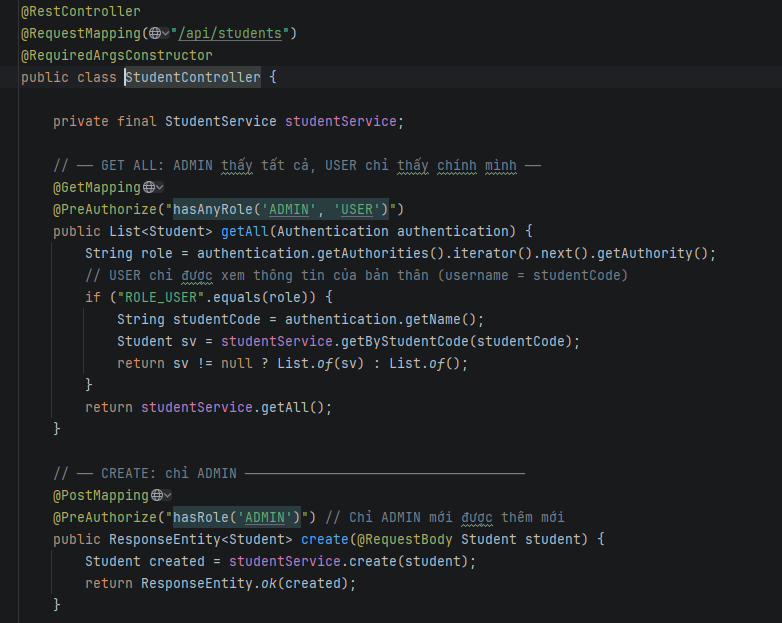 @RestController
@RequestMapping("/api/students")
@RequiredArgsConstructor
public class StudentController {
private final StudentService studentService;
// —— GET ALL: ADMIN thấy tất cả, USER chỉ thấy chính mình ——
@GetMapping
@PreAuthorize("hasAnyRole('ADMIN', 'USER')")
public List<Student> getAll(Authentication authentication) {
String role = authentication.getAuthorities().iterator().next().getAuthority();
// USER chỉ được xem thông tin của bản thân (username = studentCode)
if ("ROLE_USER".equals(role)) {
String studentCode = authentication.getName();
Student sv = studentService.getByStudentCode(studentCode);
return sv != null ? List.of(sv) : List.of();
}
return studentService.getAll();
}
// —— CREATE: chỉ ADMIN ———————————————————————————————————
@PostMapping
@PreAuthorize("hasRole('ADMIN')") // Chỉ ADMIN mới được thêm mới
public ResponseEntity<Student> create(@RequestBody Student student) {
Student created = studentService.create(student);
return ResponseEntity.ok(created);
}